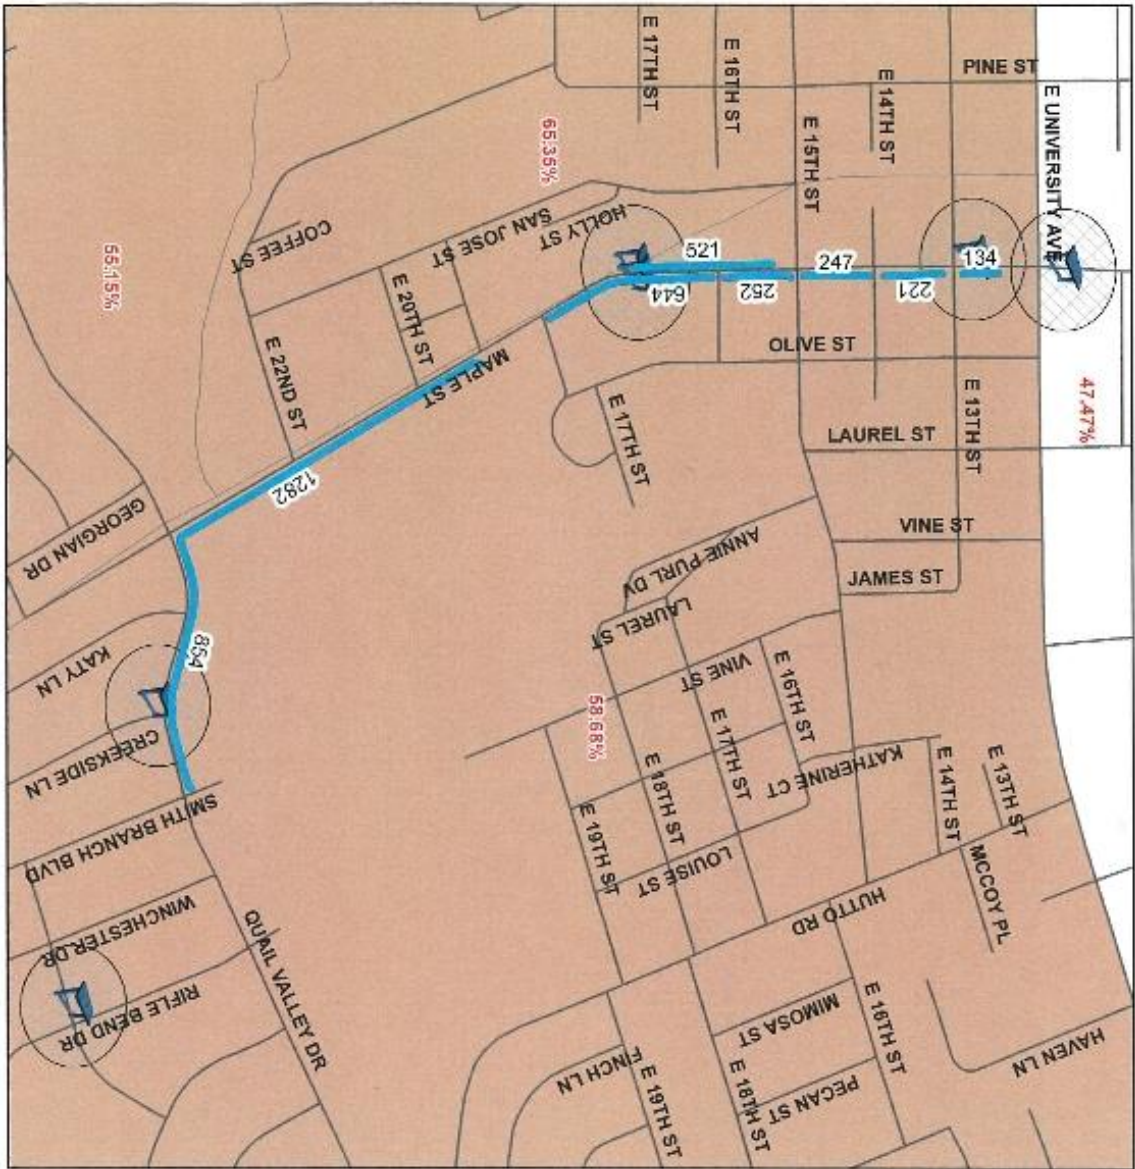 E 17TH ST
E 16TH ST
E 14TH ST
PINE ST
E UNIVERSITY AVE
E 15TH ST
65.35%
HOLLY ST
SAN JOSE ST
COFFEE ST
55.15%
521
247
134
644
252
221
E 20TH ST
OLIVE ST
E 22ND ST
MAPLE ST
47.47%
E 13TH ST
E 17TH ST
LAUREL ST
1282
GEORGIAN DR
VINE ST
ANNIE PURL DV
JAMES ST
LAUREL ST
854
KATY LN
VINE ST
E 16TH ST
58.68%
CREEKSIDE LN
E 17TH ST
KATHERINE CT
E 14TH ST
E 13TH ST
E 18TH ST
SMITH BRANCH BLVD
E 19TH ST
LOUISE ST
MCCOY PL
HUTTO RD
WINCHESTER DR
QUAIL VALLEY DR
RIFLE BEND DR
MIMOSA ST
E 16TH ST
HAVEN LN
FINCH LN
E 19TH ST
E 18TH ST
PECAN ST